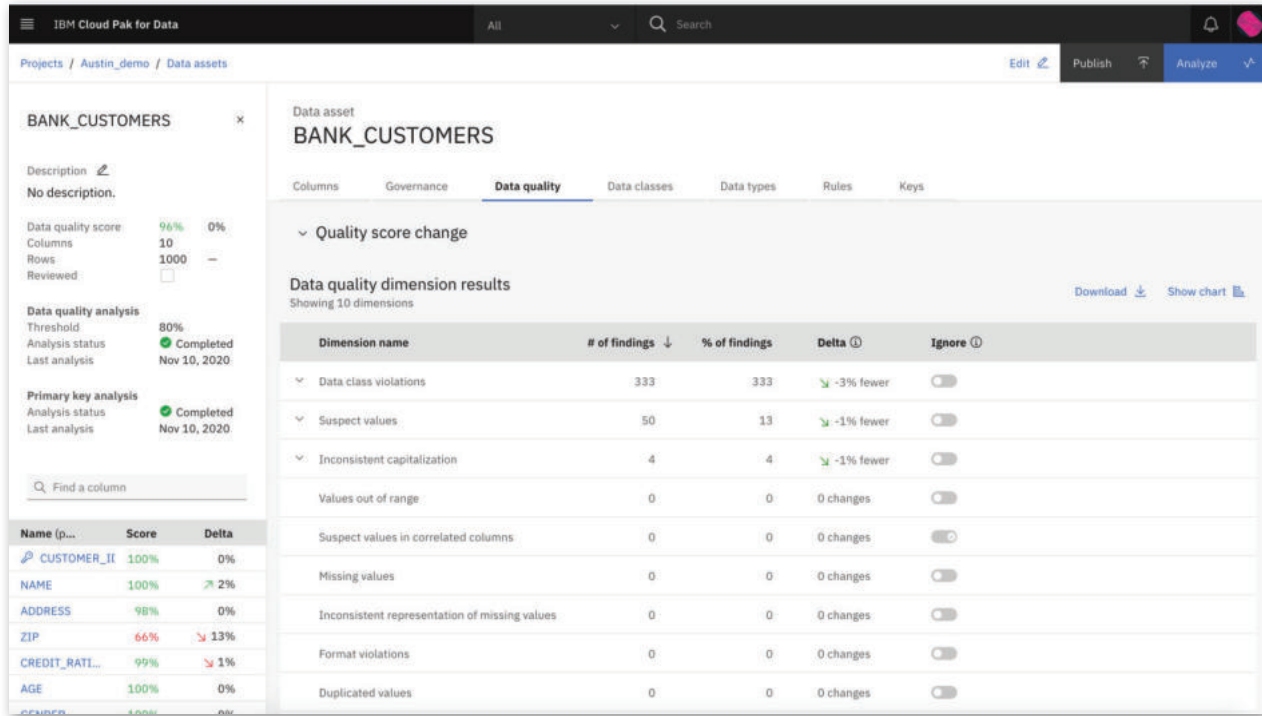 IBM Cloud Pak for Data
All
Search
Projects / Austin_demo / Data assets
Edit
Publish
Analyze
BANK_CUSTOMERS
Description
No description.
Data quality score 96% 0%
Columns 10
Rows 1000 —
Reviewed
Data quality analysis
Threshold 80%
Analysis status Completed
Last analysis Nov 10, 2020
Primary key analysis
Analysis status Completed
Last analysis Nov 10, 2020
Find a column
Name (p... Score Delta
CUSTOMER_II 100% 0%
NAME 100% 2%
ADDRESS 98% 0%
ZIP 66% 13%
CREDIT_RATI... 99% 1%
AGE 100% 0%
Data asset
BANK_CUSTOMERS
Columns Governance Data quality Data classes Data types Rules Keys
Quality score change
Data quality dimension results
Showing 10 dimensions
Download Show chart
Dimension name # of findings ↓ % of findings Delta Ignore
Data class violations 333 333 -3% fewer
Suspect values 50 13 -1% fewer
Inconsistent capitalization 4 4 -1% fewer
Values out of range 0 0 0 changes
Suspect values in correlated columns 0 0 0 changes
Missing values 0 0 0 changes
Inconsistent representation of missing values 0 0 0 changes
Format violations 0 0 0 changes
Duplicated values 0 0 0 changes